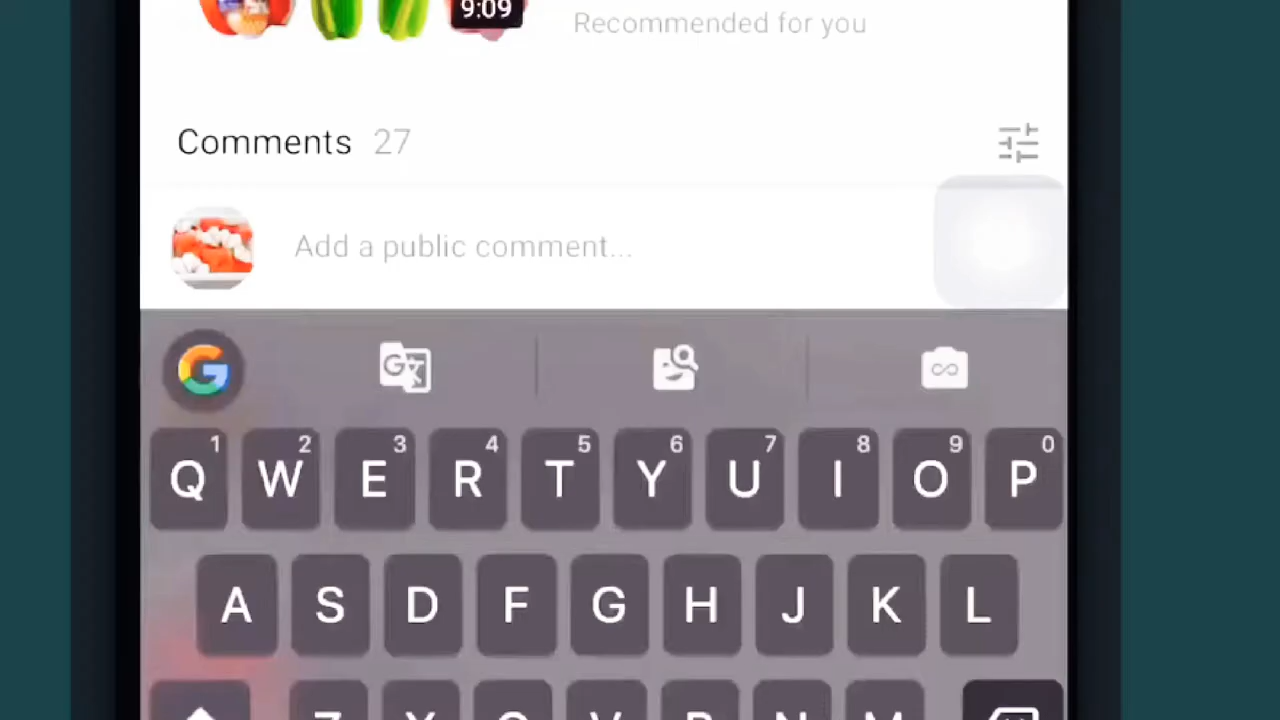 9:09
Recommended for you
Comments 27
Add a public comment...
G
1 2 3 4 5 6 7 8 9 0
Q W E R T Y U I O P
A S D F G H J K L
Z X C V B N M